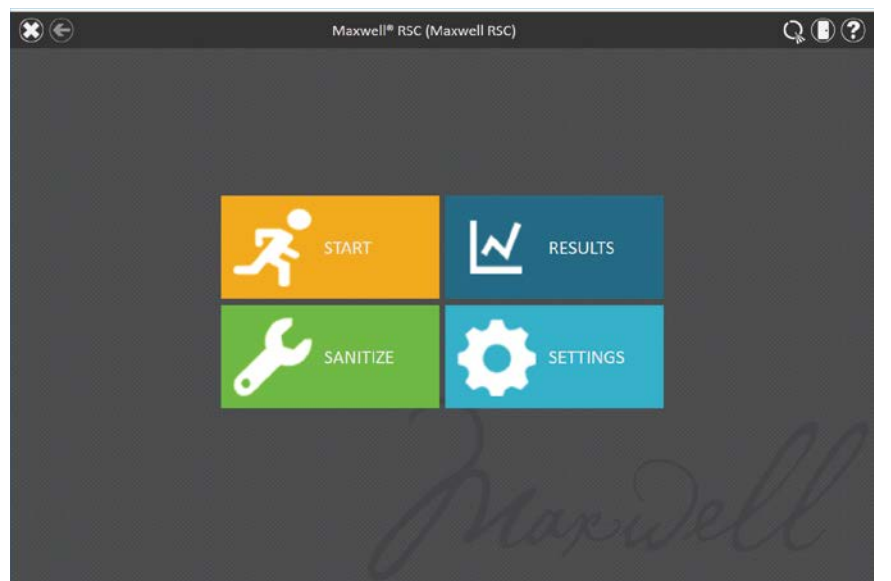 Maxwell® RSC (Maxwell RSC)
?
START
RESULTS
SANITIZE
SETTINGS
Maxwell